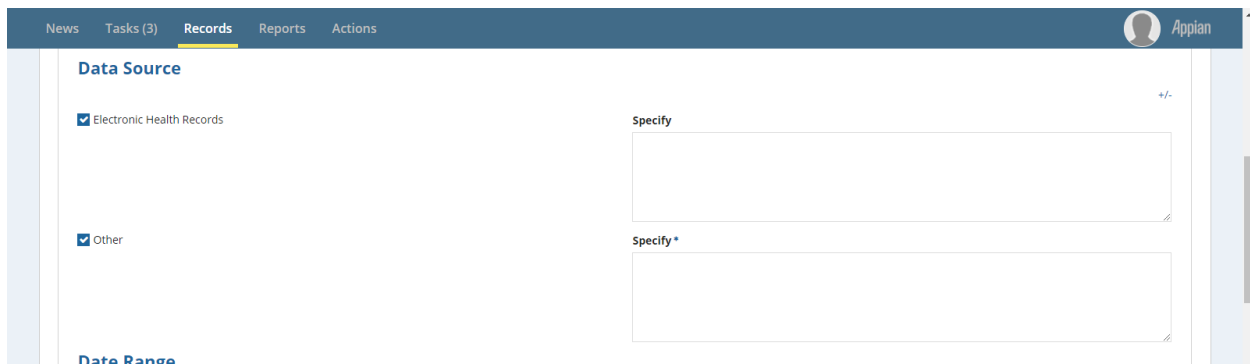 News Tasks (3) Records Reports Actions Appian
Data Source
+/-
Electronic Health Records Specify
Other Specify *
Date Range